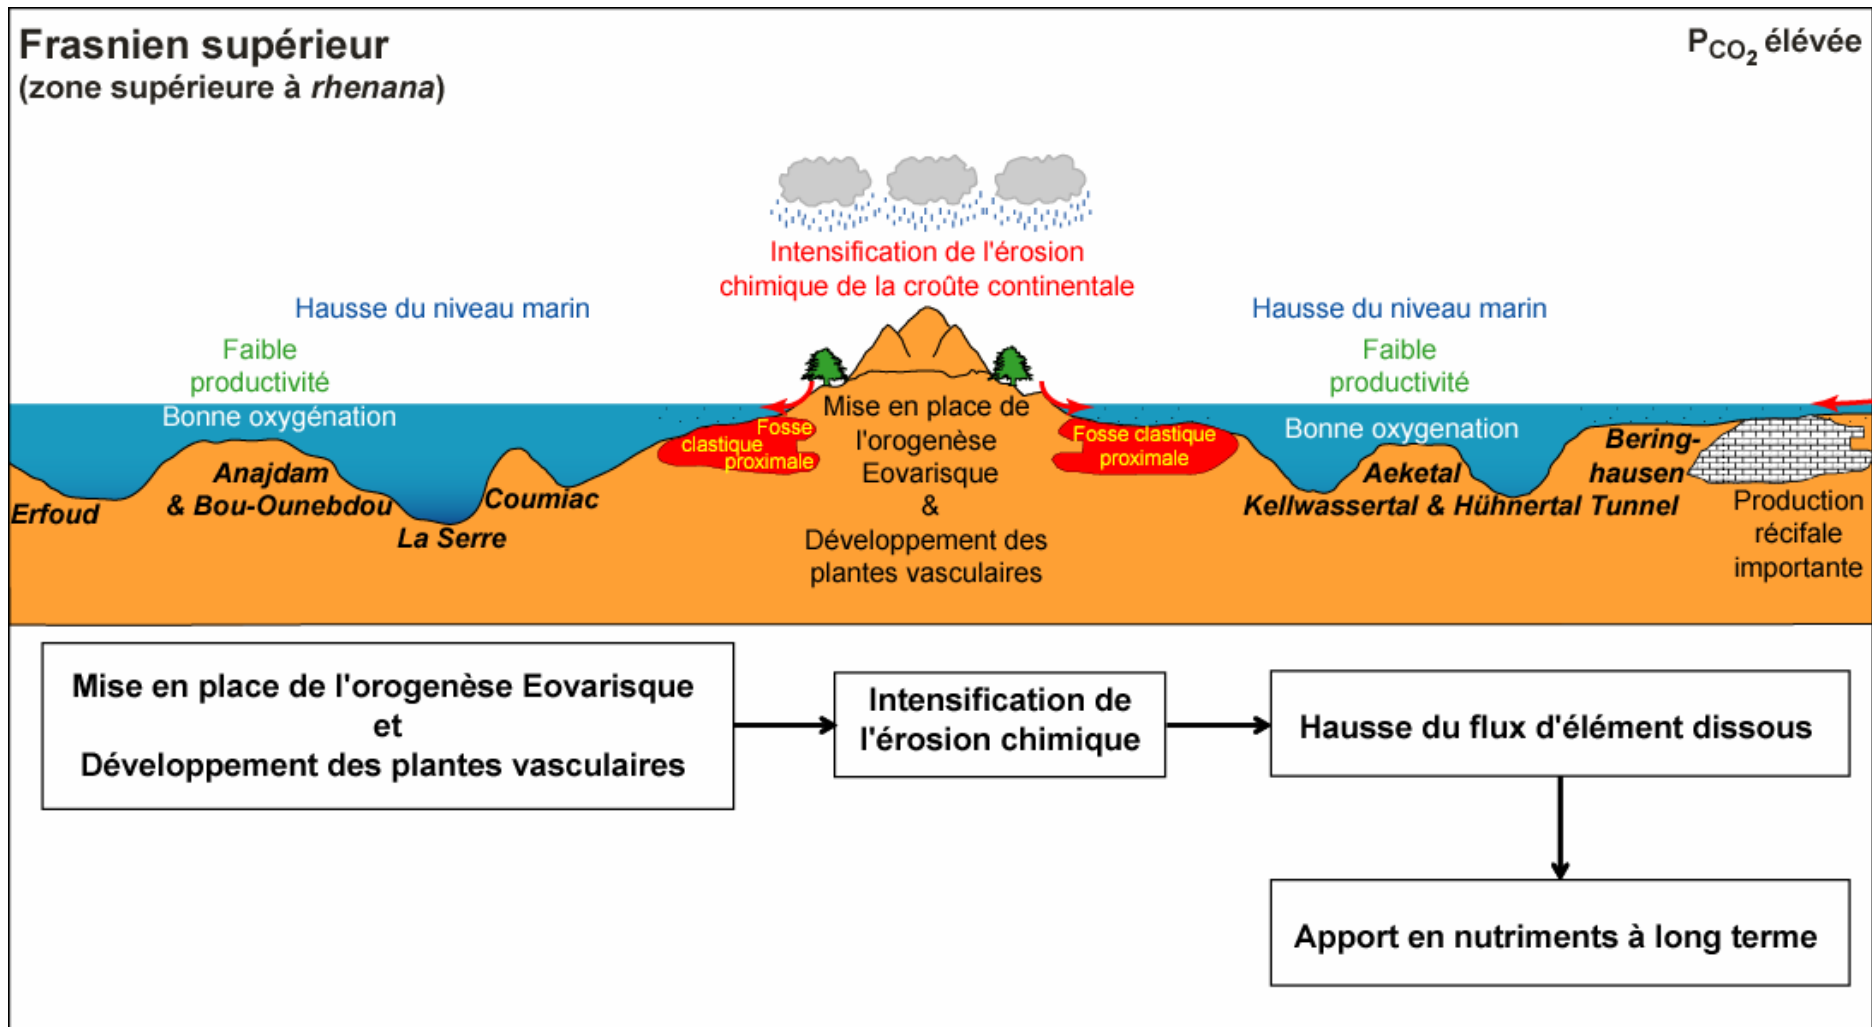 Frasnien supérieur
(zone supérieure à rhenana)
PCO2 élévée
Intensification de l'érosion
chimique de la croûte continentale
Hausse du niveau marin
Faible
productivité
Bonne oxygénation
Hausse du niveau marin
Faible
productivité
Bonne oxygenation
Erfoud
Anajdam
& Bou-Ounebdou
La Serre
Coumiac
Fosse
clastique
proximale
Mise en place de
l'orogenèse
Eovarisque
&
Développement des
plantes vasculaires
Fosse clastique
proximale
Aeketal
Kellwassertal & Hühnertal
Bering-
hausen
Tunnel
Production
récifale
importante
Mise en place de l'orogenèse Eovarisque
et
Développement des plantes vasculaires
Intensification de
l'érosion chimique
Hausse du flux d'élément dissous
Apport en nutriments à long terme